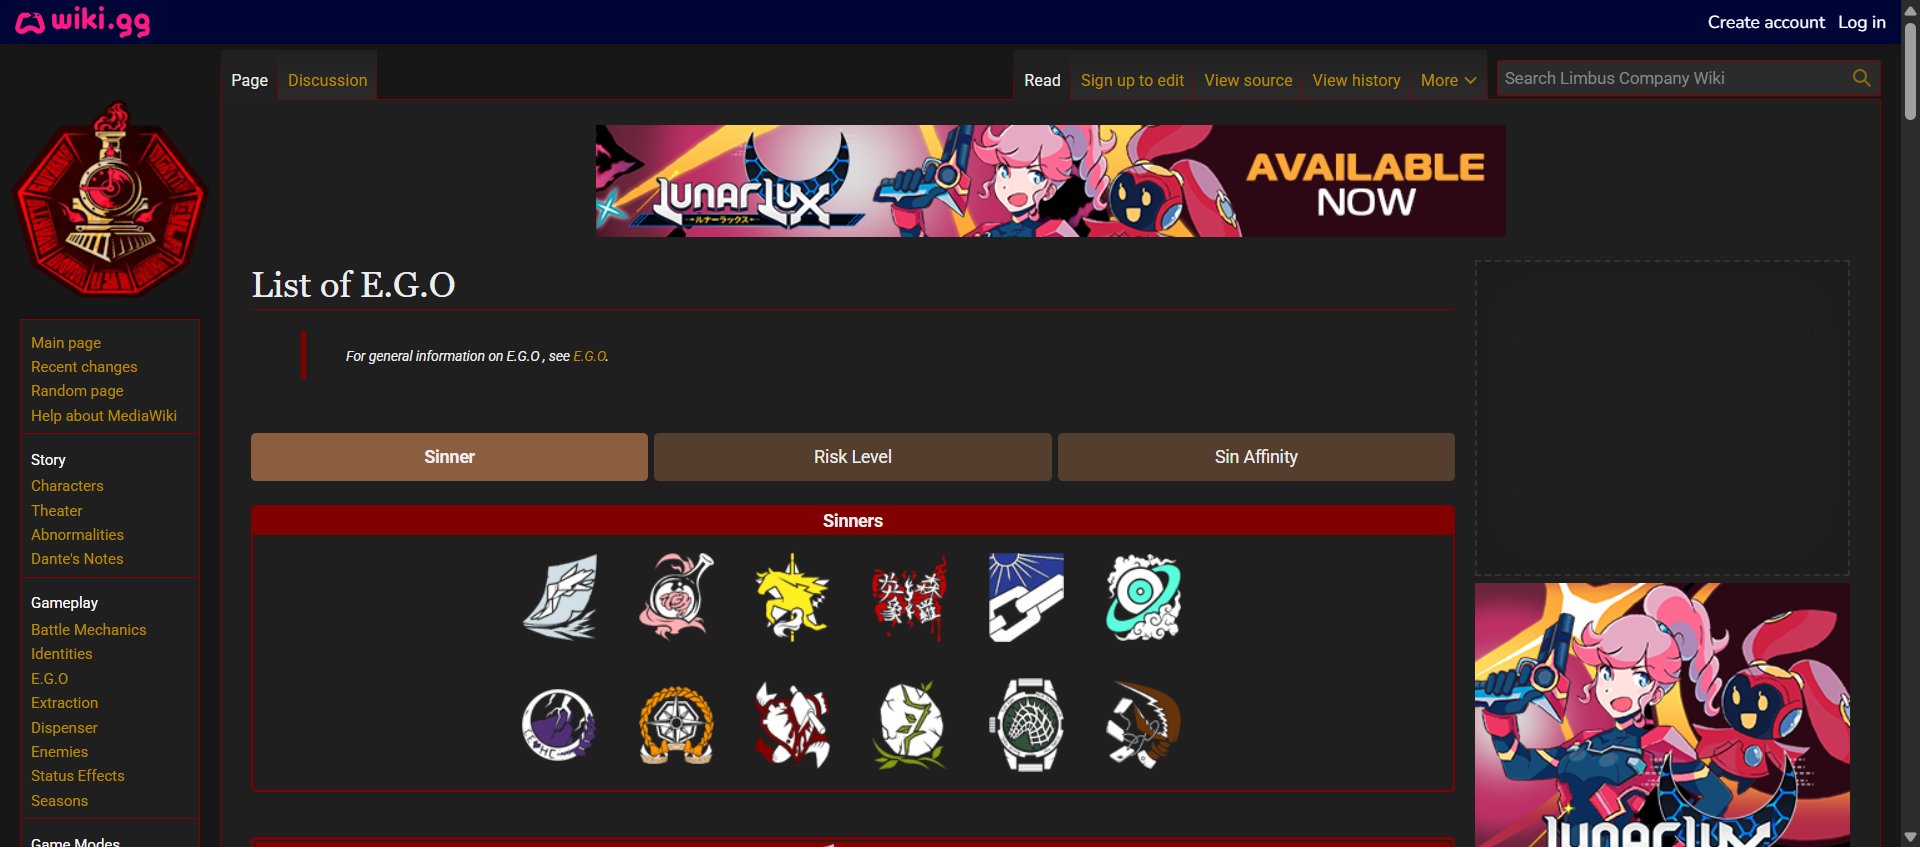 wiki.gg
Create account
Log in
Page
Discussion
Read
Sign up to edit
View source
View history
More
Search Limbus Company Wiki
LUNARLUX
ルナーラックス
AVAILABLE
NOW
List of E.G.O
For general information on E.G.O , see E.G.O.
Main page
Recent changes
Random page
Help about MediaWiki
Story
Characters
Theater
Abnormalities
Dante's Notes
Gameplay
Battle Mechanics
Identities
E.G.O
Extraction
Dispenser
Enemies
Status Effects
Seasons
Game Modes
Sinner
Risk Level
Sin Affinity
Sinners
LUNARLUX